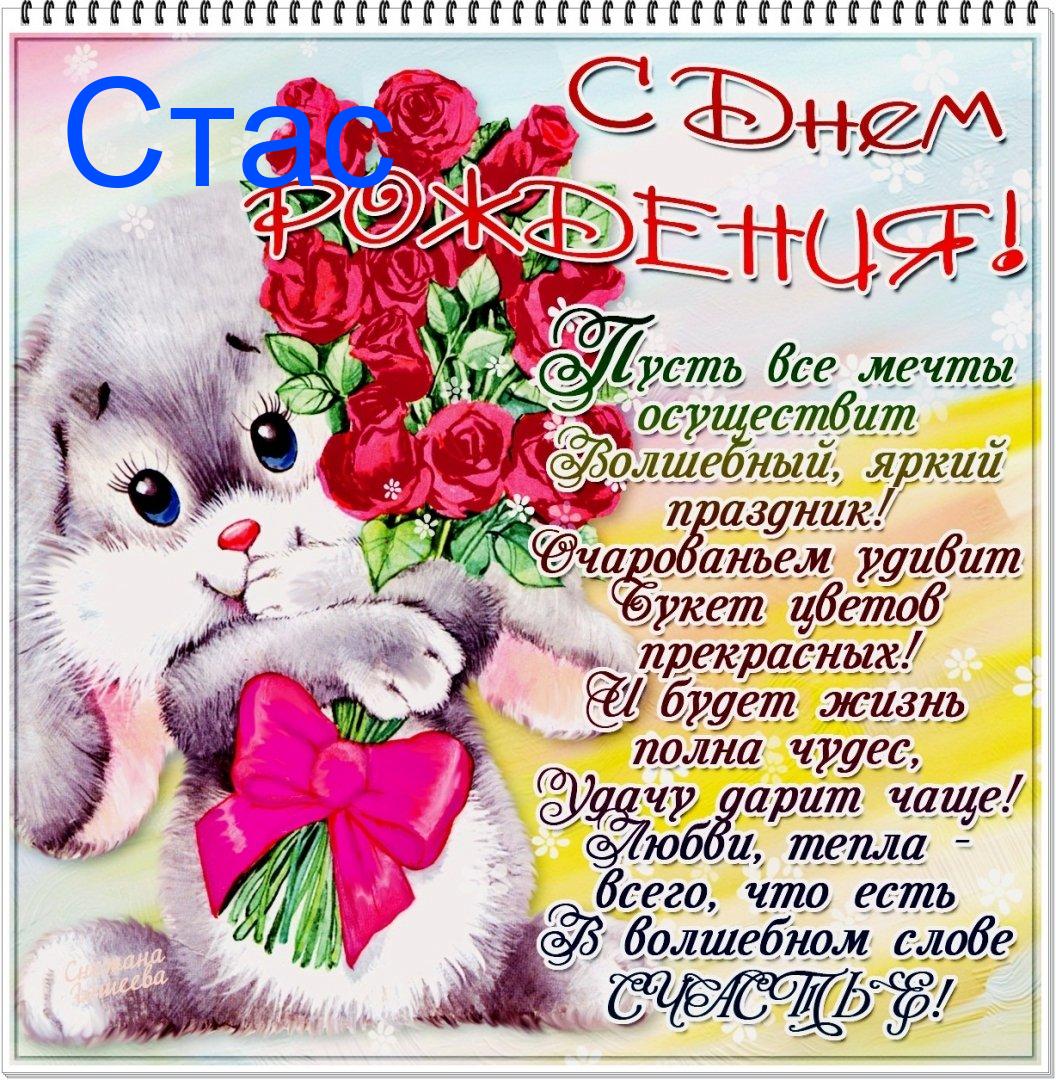 Стас
С Днем
РОЖДЕНИЯ!
Пусть все мечты
осуществит
Волшебный, яркий
праздник!
Очарованьем удивит
Букет цветов
прекрасных!
И будет жизнь
полна чудес,
Удачу дарит чаще!
Любви, тепла -
всего, что есть
В волшебном слове
СЧАСТЬЕ!
Светлана